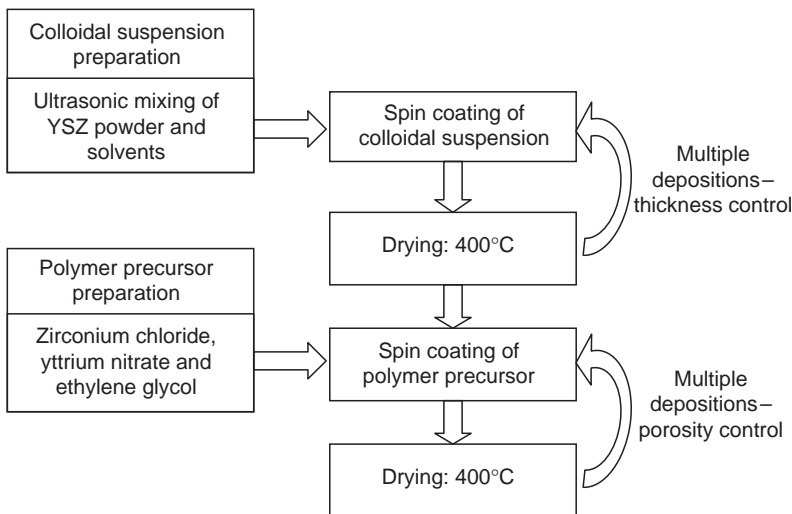 Colloidal suspension
preparation
Ultrasonic mixing of
YSZ powder and
solvents
Spin coating of
colloidal suspension
Multiple
depositions–
thickness control
Drying: 400°C
Polymer precursor
preparation
Zirconium chloride,
yttrium nitrate and
ethylene glycol
Spin coating of
polymer precursor
Multiple
depositions–
porosity control
Drying: 400°C